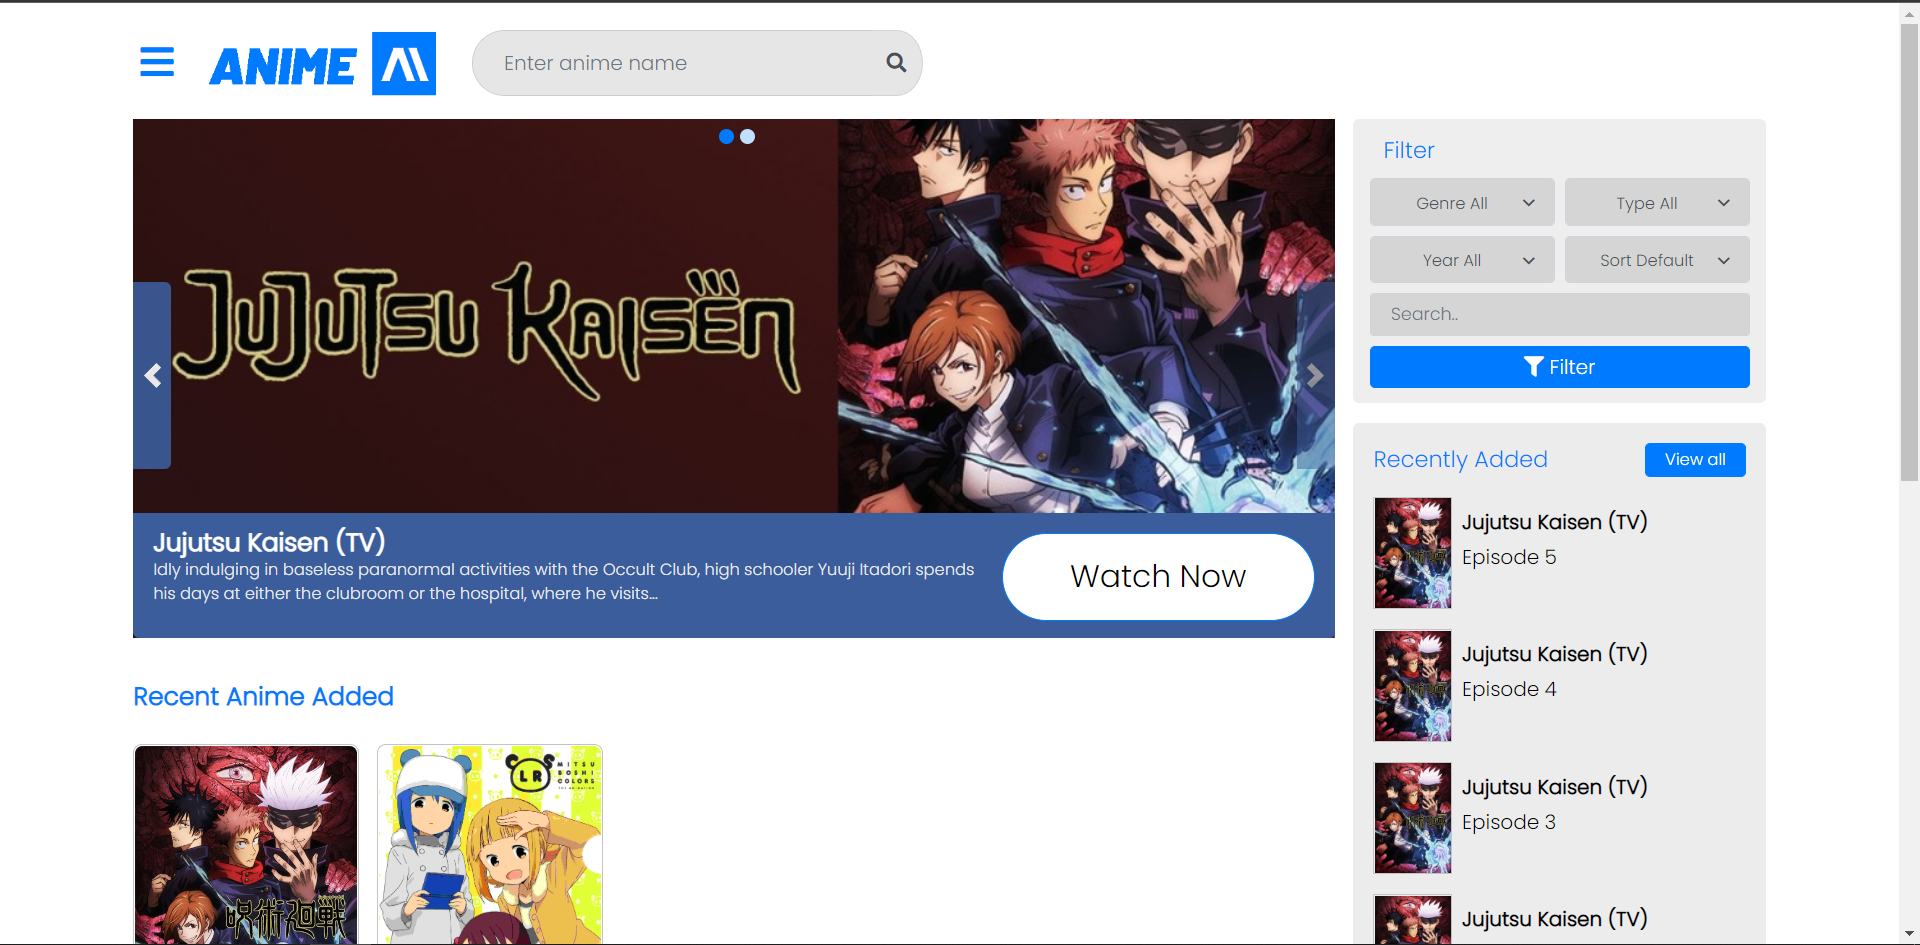 ANIME
Enter anime name
JUJUTSU KAISEN
Jujutsu Kaisen (TV)
Idly indulging in baseless paranormal activities with the Occult Club, high schooler Yuuji Itadori spends
his days at either the clubroom or the hospital, where he visits...
Watch Now
Filter
Genre All
Type All
Year All
Sort Default
Search..
Filter
Recently Added
View all
Jujutsu Kaisen (TV)
Episode 5
Jujutsu Kaisen (TV)
Episode 4
Jujutsu Kaisen (TV)
Episode 3
Jujutsu Kaisen (TV)
Recent Anime Added
呪術廻戦
LR
MITSU
BOSHI
COLORS
THE ANIMATION